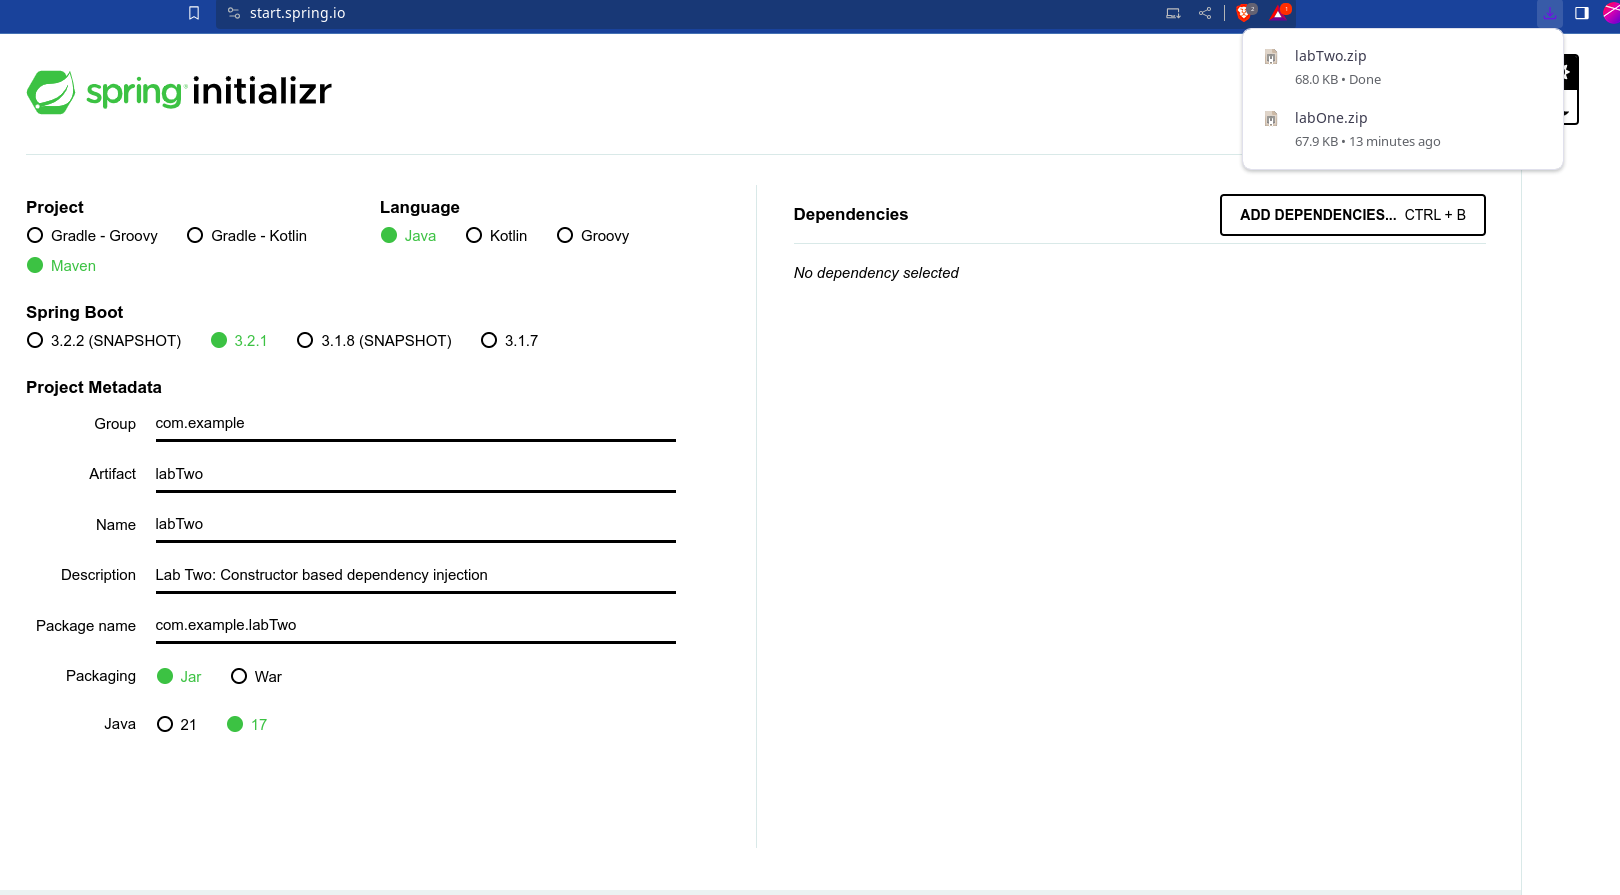 start.spring.io
2
1
labTwo.zip
68.0 KB • Done
labOne.zip
67.9 KB • 13 minutes ago
spring initializr
Project
Gradle - Groovy Gradle - Kotlin
Maven
Language
Java Kotlin Groovy
Spring Boot
3.2.2 (SNAPSHOT) 3.2.1 3.1.8 (SNAPSHOT) 3.1.7
Project Metadata
Group com.example
Artifact labTwo
Name labTwo
Description Lab Two: Constructor based dependency injection
Package name com.example.labTwo
Packaging Jar War
Java 21 17
Dependencies
ADD DEPENDENCIES... CTRL + B
No dependency selected